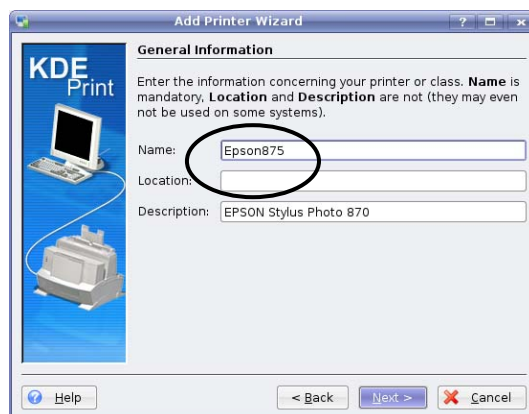 Add Printer Wizard
General Information
KDE
Print
Enter the information concerning your printer or class. Name is
mandatory, Location and Description are not (they may even
not be used on some systems).
Name: Epson875
Location:
Description: EPSON Stylus Photo 870
Help < Back Next > Cancel